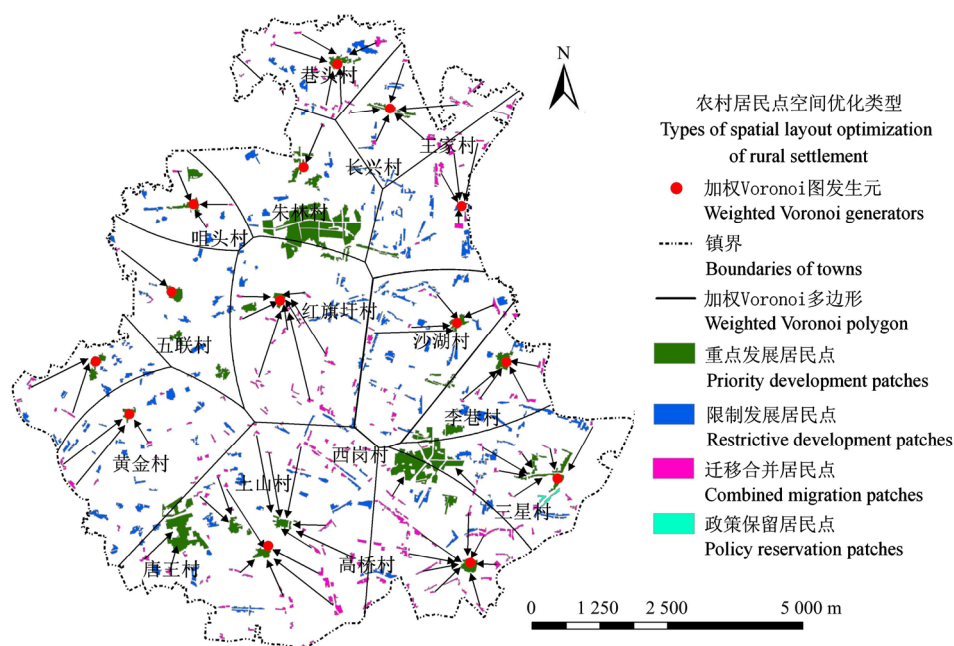 巷头村
王家村
长兴村
朱林村
咀头村
红旗圩村
沙湖村
五联村
李巷村
西岗村
黄金村
土山村
三星村
高桥村
唐王村
N
农村居民点空间优化类型
Types of spatial layout optimization
of rural settlement
加权Voronoi图发生元
Weighted Voronoi generators
镇界
Boundaries of towns
加权Voronoi多边形
Weighted Voronoi polygon
重点发展居民点
Priority development patches
限制发展居民点
Restrictive development patches
迁移合并居民点
Combined migration patches
政策保留居民点
Policy reservation patches
0 1 250 2 500 5 000 m